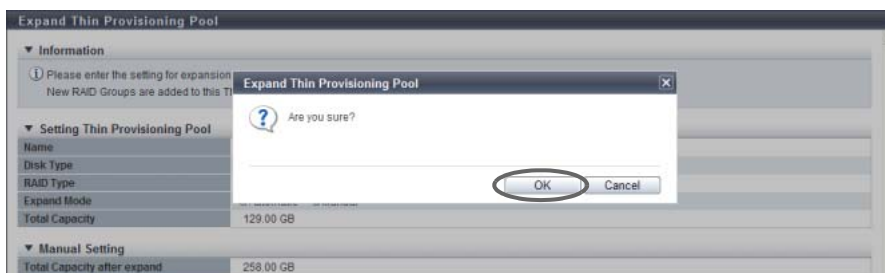 Expand Thin Provisioning Pool
▼ Information
Please enter the setting for expansion
New RAID Groups are added to this
Expand Thin Provisioning Pool
Are you sure?
OK Cancel
▼ Setting Thin Provisioning Pool
Name
Disk Type
RAID Type
Expand Mode
Total Capacity 129.00 GB
▼ Manual Setting
Total Capacity after expand 258.00 GB